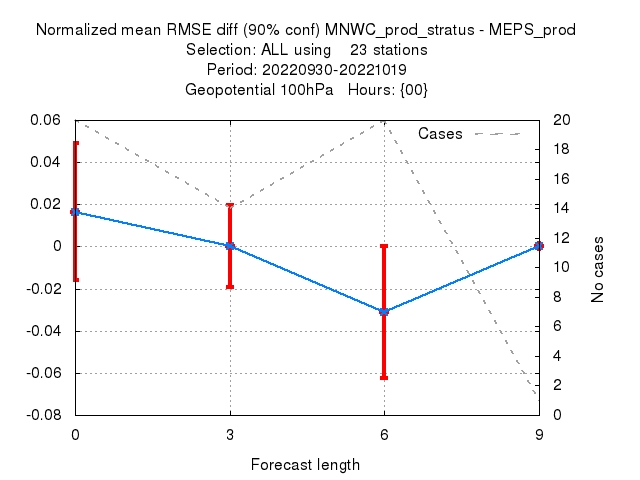 Normalized mean RMSE diff (90% conf) MNWC_prod_stratus - MEPS_prod
Selection: ALL using 23 stations
Period: 20220930-20221019
Geopotential 100hPa Hours: {00}
Cases
0.06
0.04
0.02
0
-0.02
-0.04
-0.06
-0.08
20
18
16
14
12
10
8
6
4
2
0
No cases
0 3 6 9
Forecast length